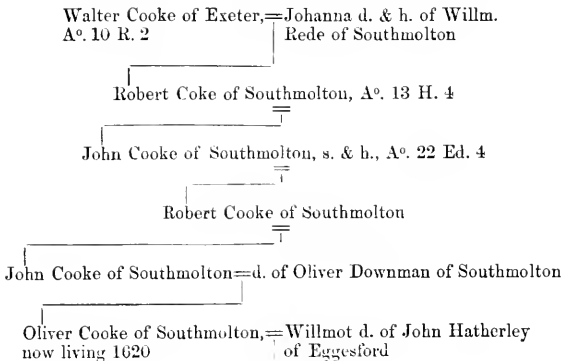 Walter Cooke of Exeter,=Johanna d. & h. of Willm.
Aº. 10 R. 2 Rede of Southmolton
Robert Coke of Southmolton, Aº. 13 H. 4
John Cooke of Southmolton, s. & h., Aº. 22 Ed. 4
Robert Cooke of Southmolton
John Cooke of Southmolton=d. of Oliver Downman of Southmolton
Oliver Cooke of Southmolton,=Willmot d. of John Hatherley
now living 1620 of Eggesford